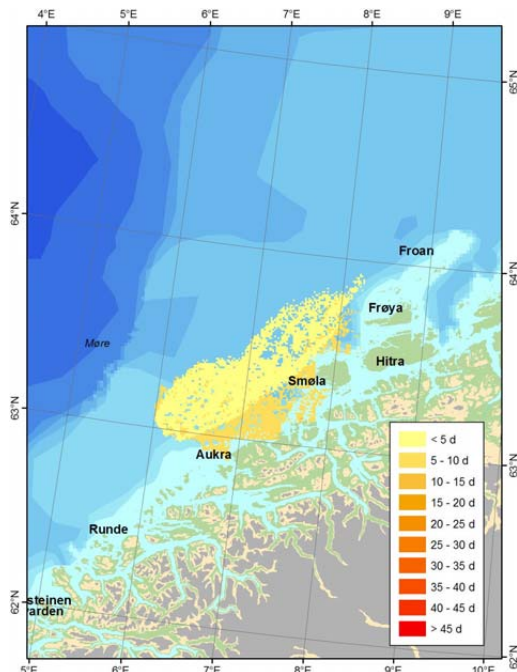 4°E 5°E 6°E 7°E 8°E 9°E
65°N
64°N
Froan
64°N
Frøya
Møre
Hitra
Smøla
63°N
Aukra
63°N
Runde
steinen
varden
62°N
62°N
5°E 6°E 7°E 8°E 9°E 10°E
< 5 d
5 - 10 d
10 - 15 d
15 - 20 d
20 - 25 d
25 - 30 d
30 - 35 d
35 - 40 d
40 - 45 d
> 45 d